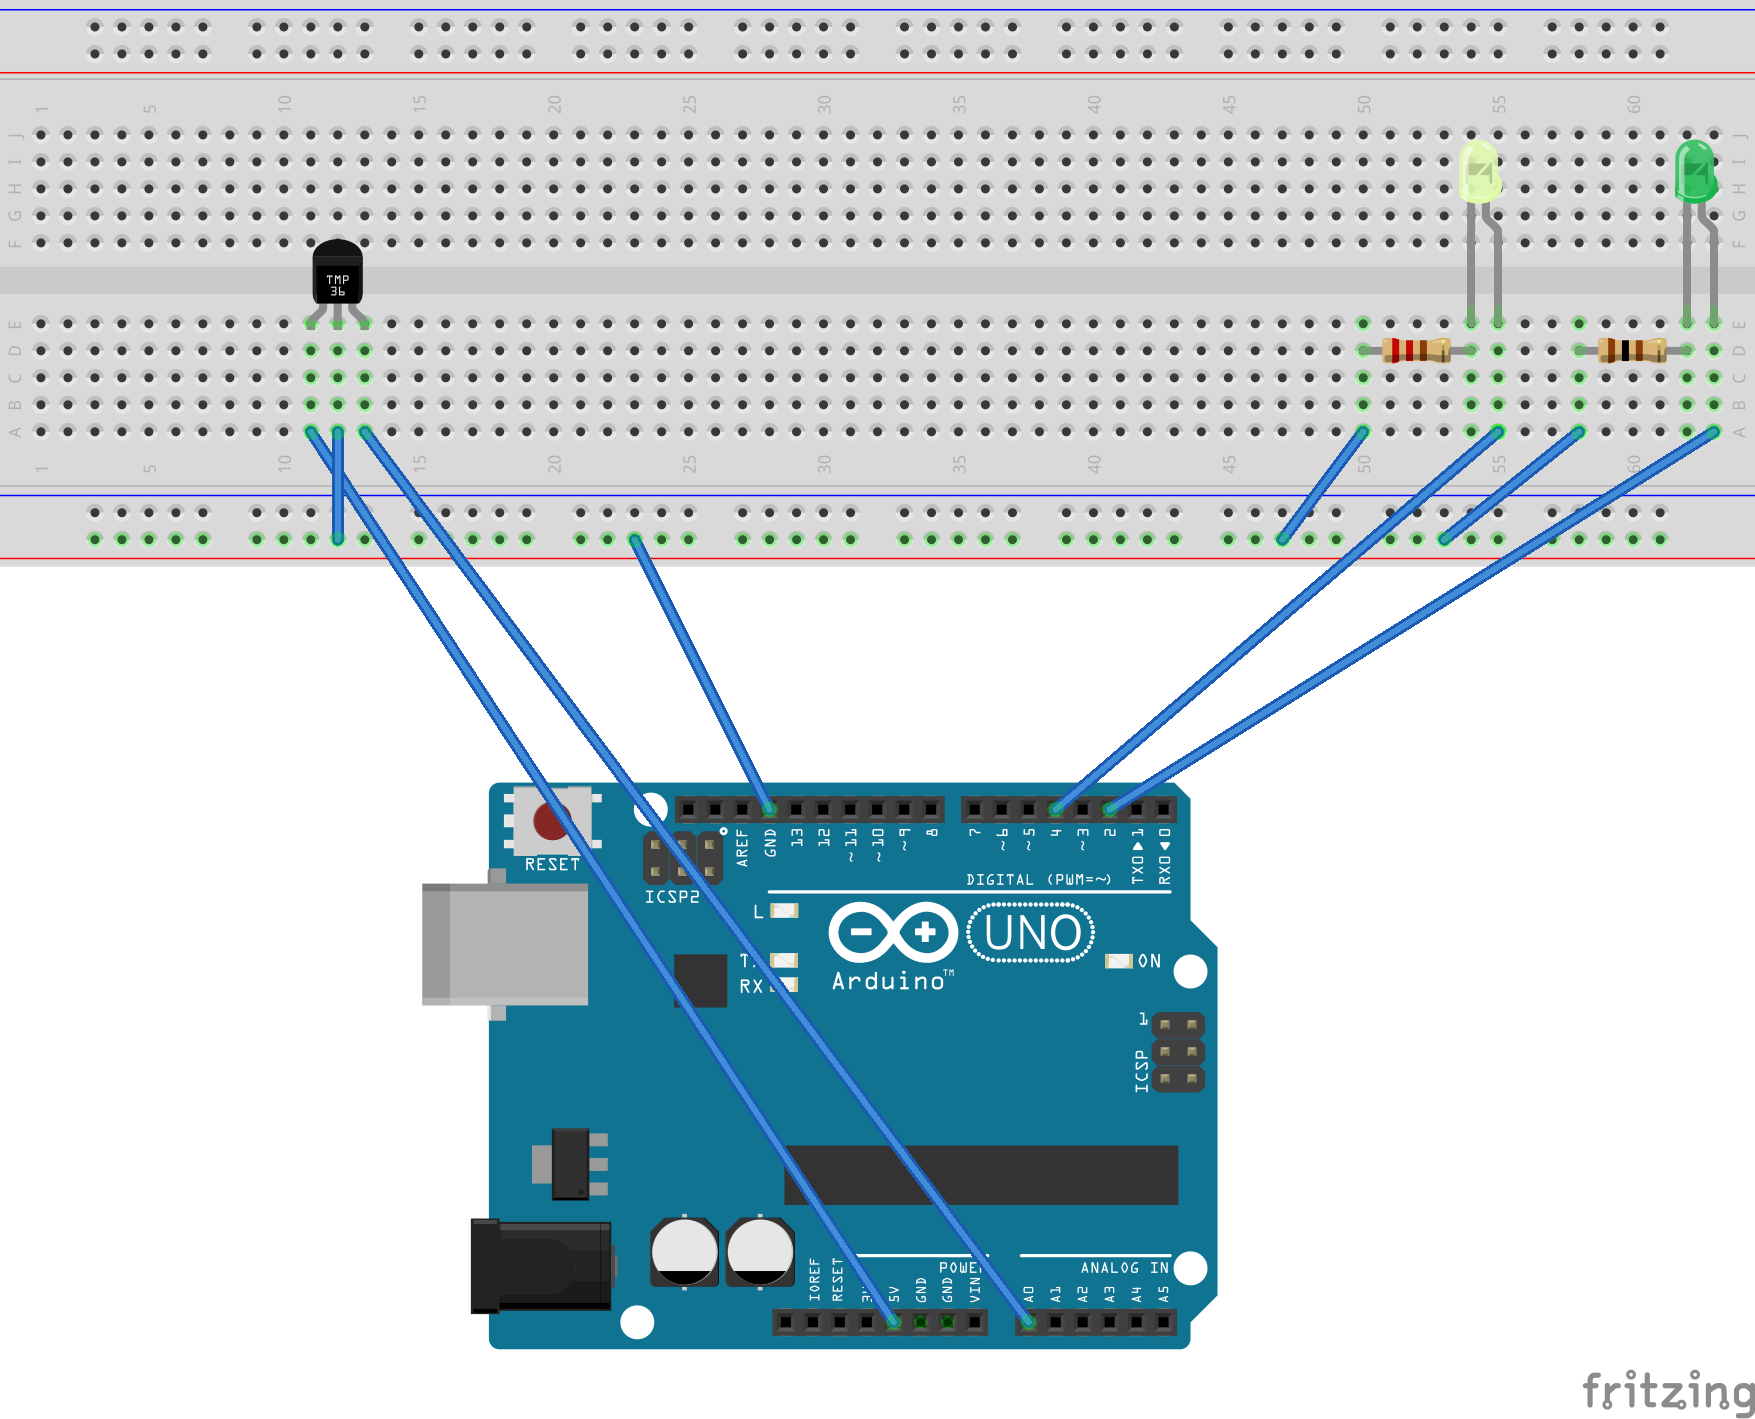 1 5 10 15 20 25 30 35 40 45 50 55 60
J J
I I
H H
G G
F F
TMP
36
E E
D D
C C
B B
A A
1 5 10 15 20 25 30 35 40 45 50 55 60
RESET
ICSP2
AREF GND 13 12 ~11 ~10 ~9 8 7 ~6 ~5 4 ~3 2 TX0▶1 RX0◀0
DIGITAL (PWM=~)
L
UNO
TX
RX
Arduino™
ON
1
ICSP
POWER
ANALOG IN
IOREF RESET 5V GND GND VIN A0 A1 A2 A3 A4 A5
fritzing